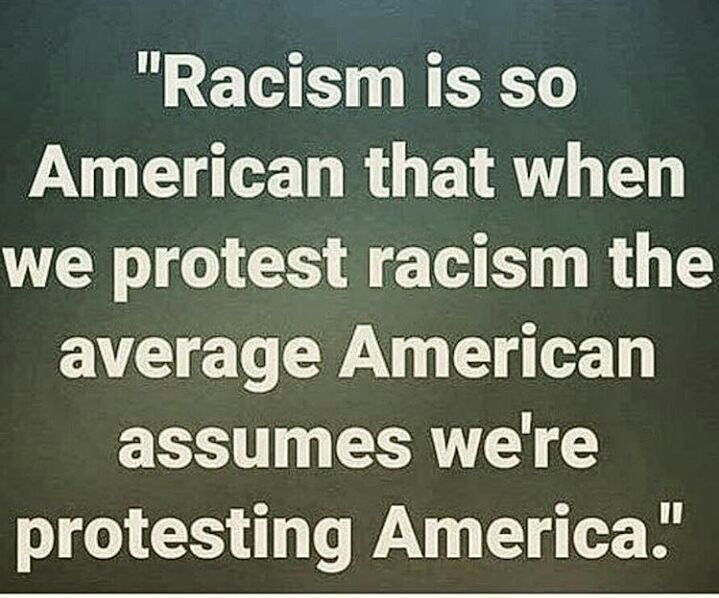 "Racism is so
American that when
we protest racism the
average American
assumes we're
protesting America."